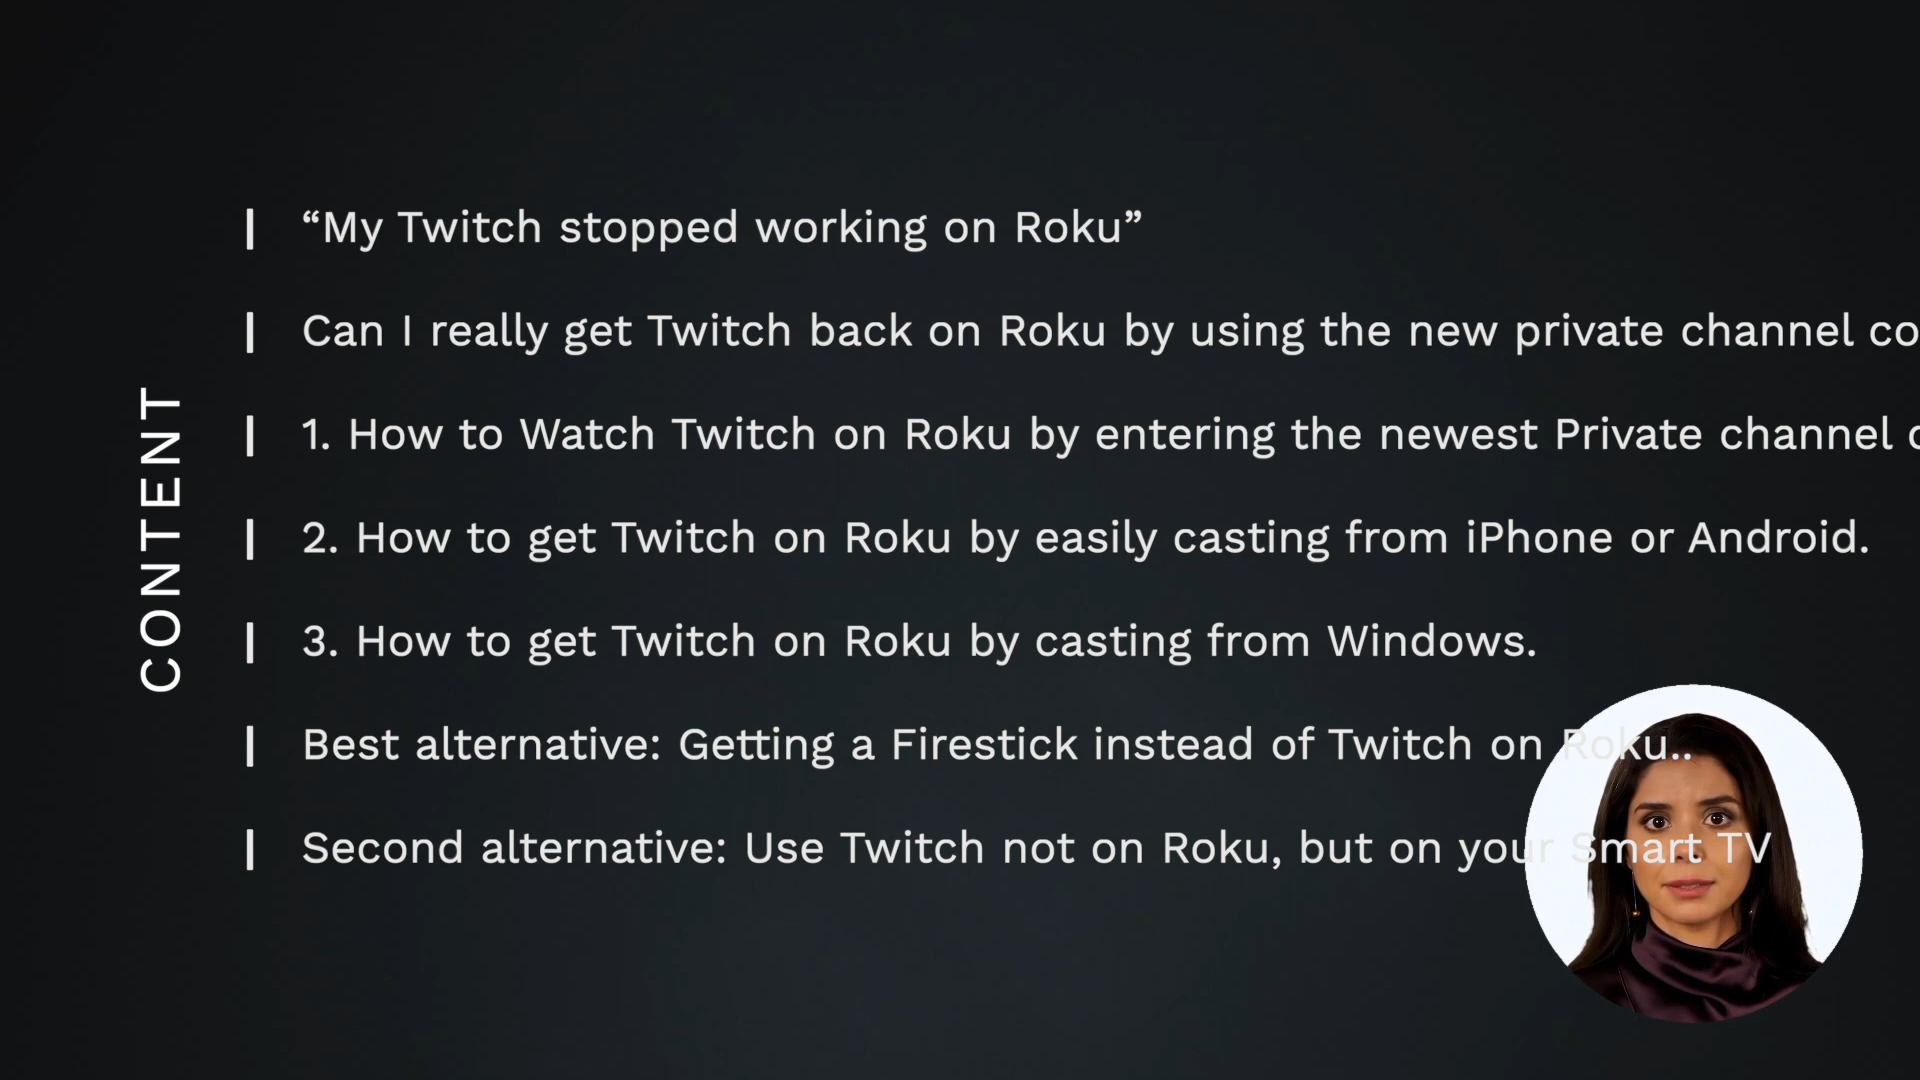 CONTENT
“My Twitch stopped working on Roku”
Can I really get Twitch back on Roku by using the new private channel
1. How to Watch Twitch on Roku by entering the newest Private channel
2. How to get Twitch on Roku by easily casting from iPhone or Android.
3. How to get Twitch on Roku by casting from Windows.
Best alternative: Getting a Firestick instead of Twitch on Roku..
Second alternative: Use Twitch not on Roku, but on your Smart TV